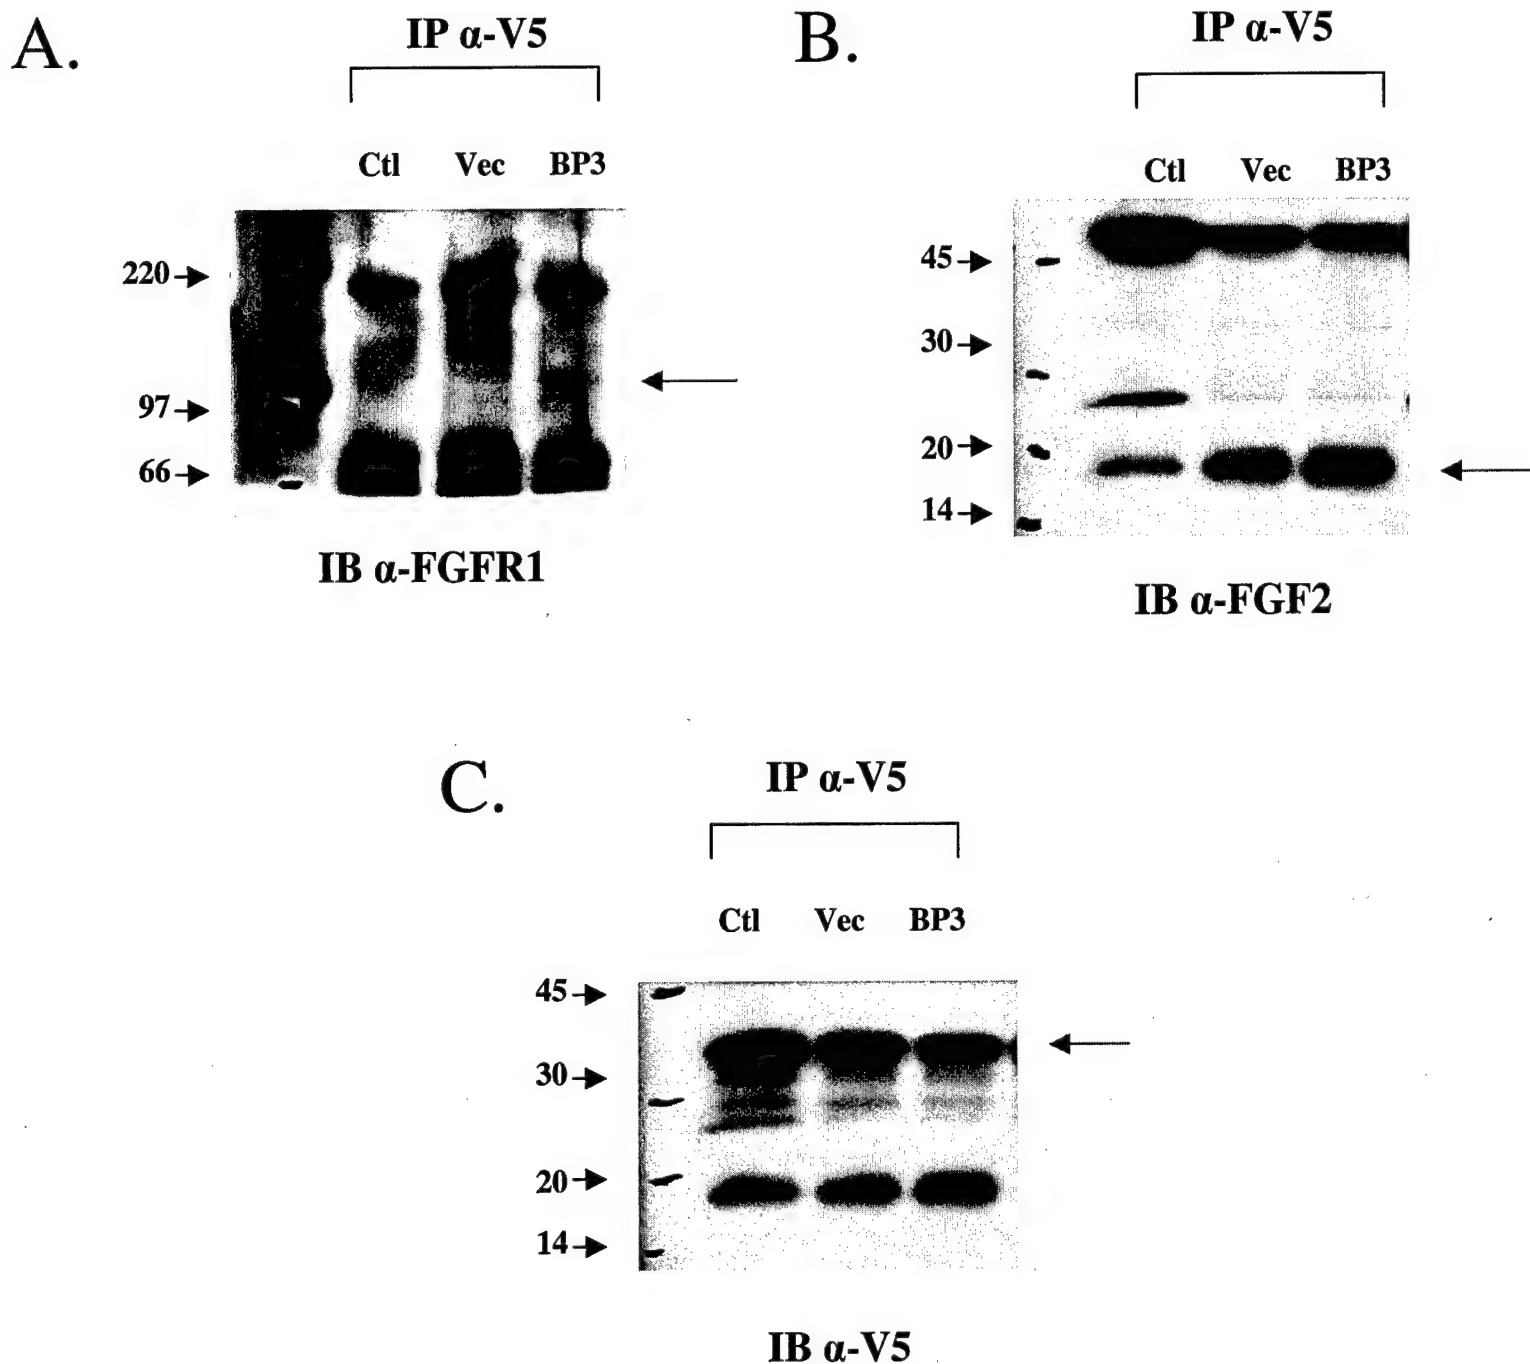 A.
IP α-V5
Ctl Vec BP3
220
97
66
IB α-FGFR1
B.
IP α-V5
Ctl Vec BP3
45
30
20
14
IB α-FGF2
C.
IP α-V5
Ctl Vec BP3
45
30
20
14
IB α-V5